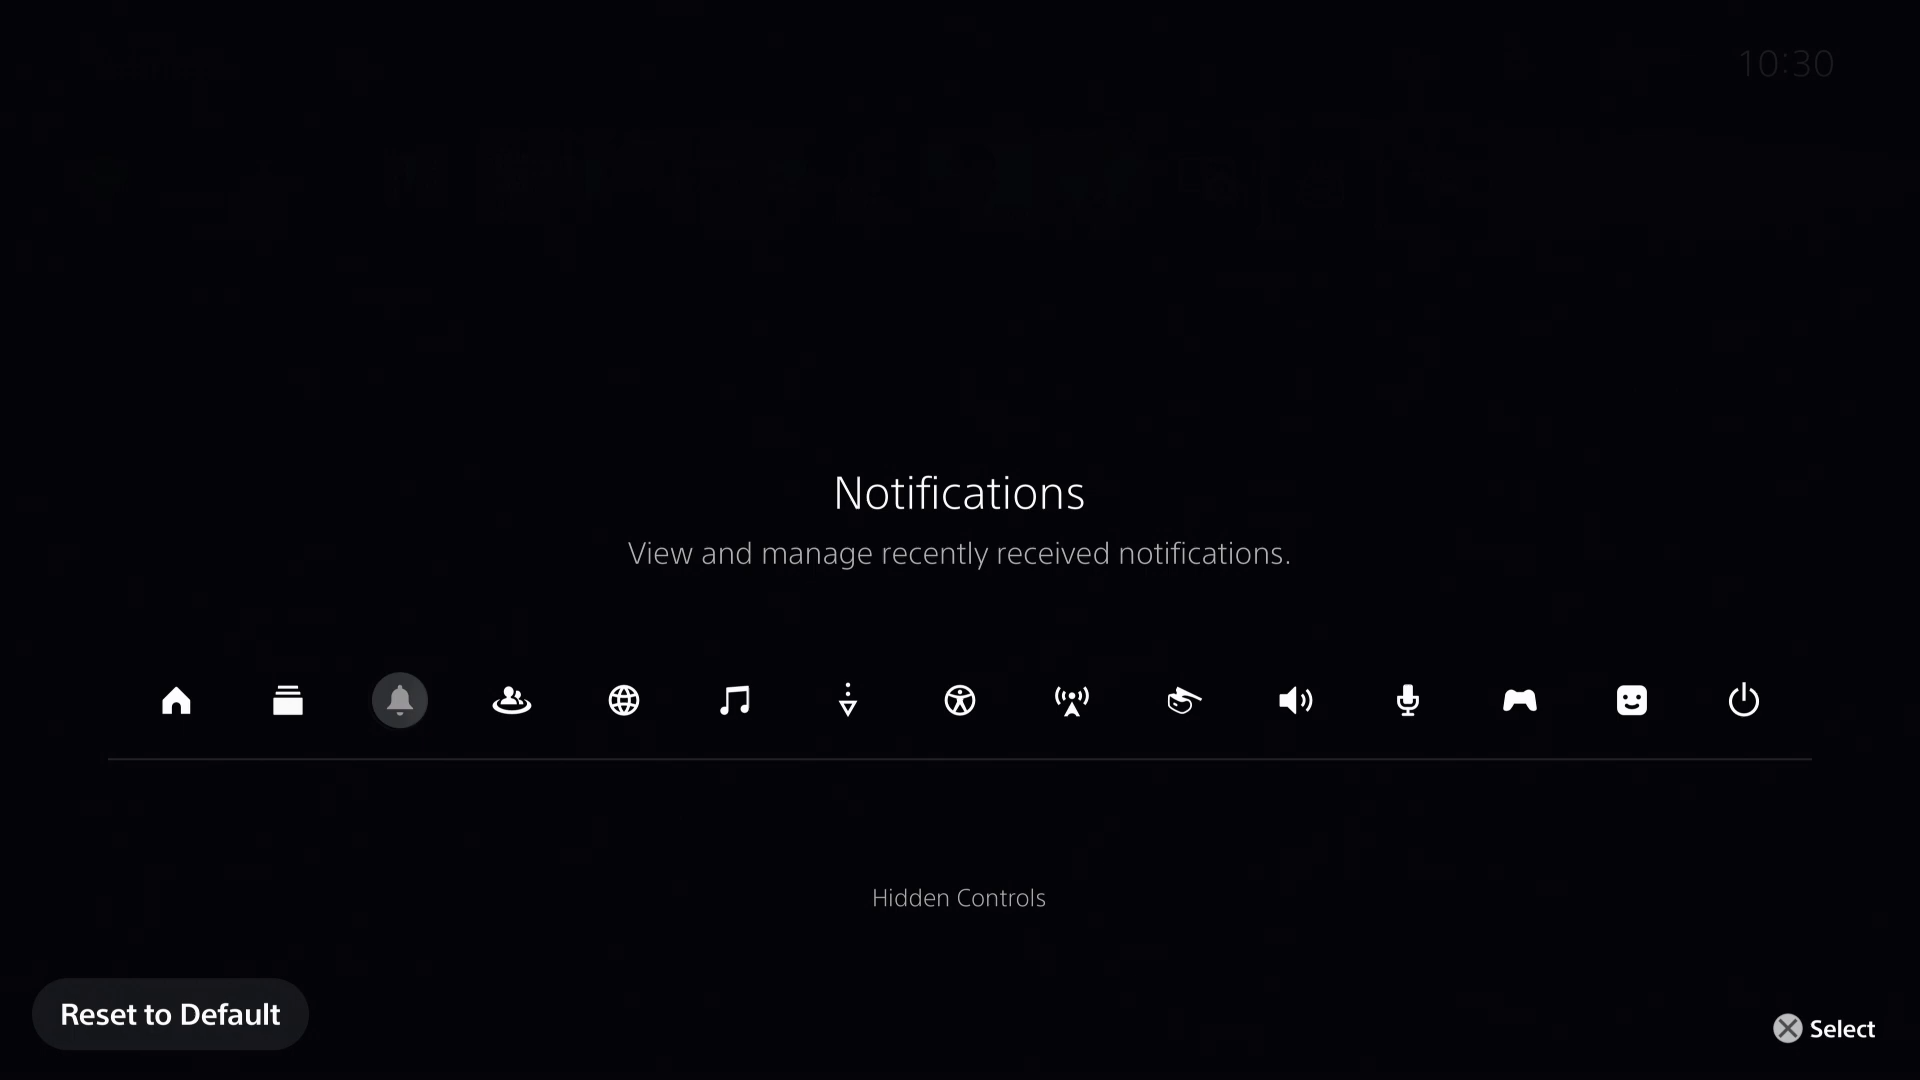 10:30
Notifications
View and manage recently received notifications.
Hidden Controls
Reset to Default
Select